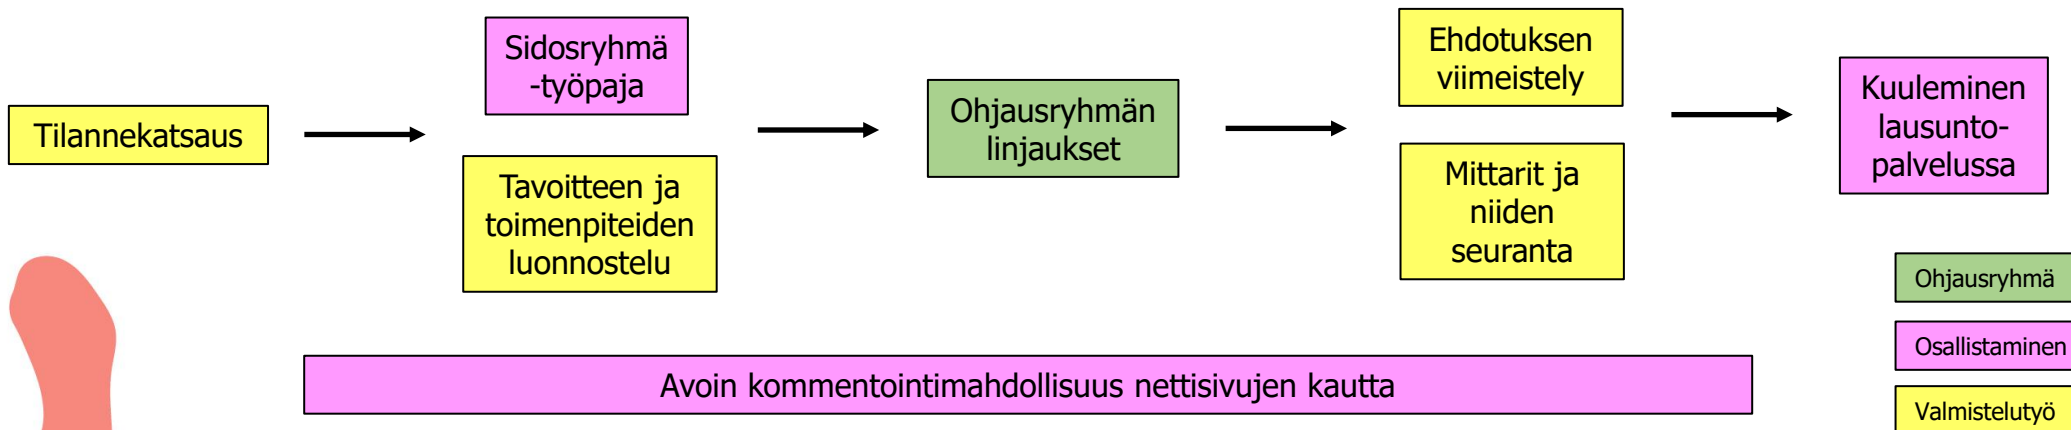 Tilannekatsaus
Sidosryhmä
-työpaja
Tavoitteen ja
toimenpiteiden
luonnostelu
Ohjausryhmän
linjaukset
Ehdotuksen
viimeistely
Mittarit ja
niiden
seuranta
Kuuleminen
lausunto-
palvelussa
Avoin kommentointimahdollisuus nettisivujen kautta
Ohjausryhmä
Osallistaminen
Valmistelutyö